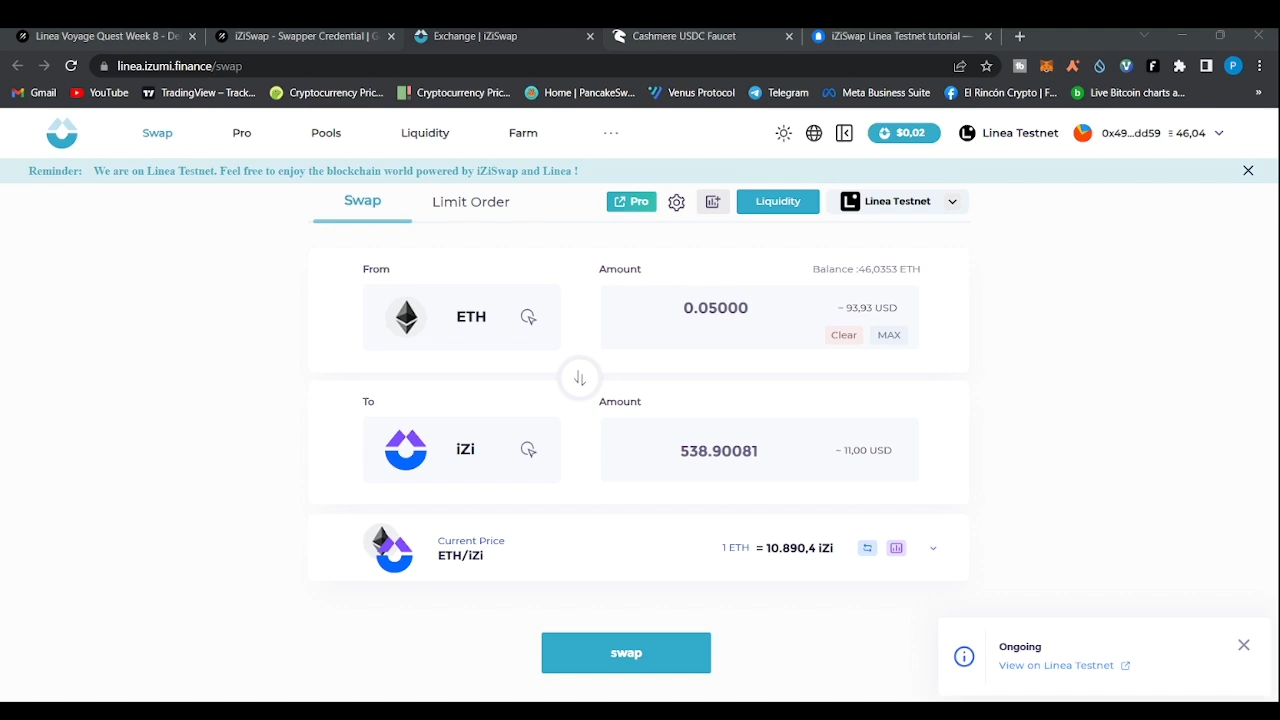 Linea Voyage Quest Week 8 - De
iZiSwap - Swapper Credential | G
Exchange | iZiSwap
Cashmere USDC Faucet
iZiSwap Linea Testnet tutorial —
linea.izumi.finance/swap
Gmail
YouTube
TradingView – Track...
Cryptocurrency Pric...
Cryptocurrency Pric...
Home | PancakeSw...
Venus Protocol
Telegram
Meta Business Suite
El Rincón Crypto | F...
Live Bitcoin charts a...
»
Swap
Pro
Pools
Liquidity
Farm
...
$0,02
Linea Testnet
0x49...dd59
46,04
Reminder: We are on Linea Testnet. Feel free to enjoy the blockchain world powered by iZiSwap and Linea !
Swap
Limit Order
Pro
Liquidity
Linea Testnet
From
Amount
Balance :46,0353 ETH
ETH
0.05000
~ 93,93 USD
Clear
MAX
To
Amount
iZi
538.90081
~ 11,00 USD
Current Price
ETH/iZi
1 ETH = 10.890,4 iZi
swap
Ongoing
View on Linea Testnet